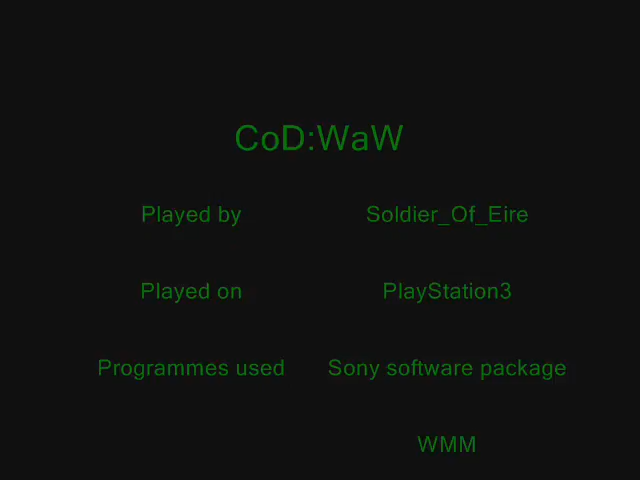 CoD:WaW
Played by Soldier_Of_Eire
Played on PlayStation3
Programmes used Sony software package
WMM